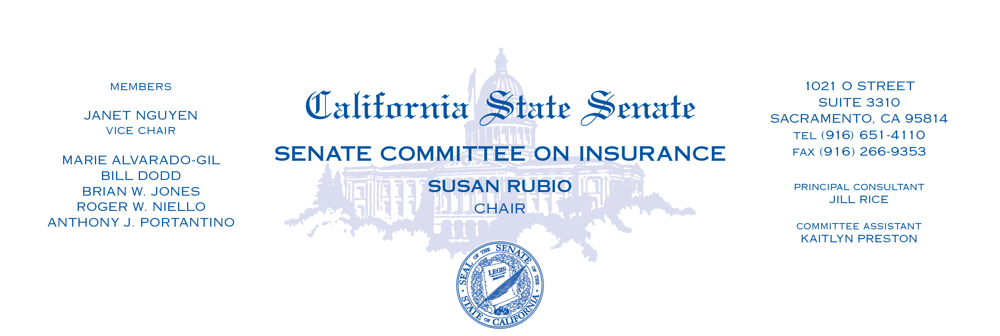 MEMBERS
JANET NGUYEN
VICE CHAIR
MARIE ALVARADO-GIL
BILL DODD
BRIAN W. JONES
ROGER W. NIELLO
ANTHONY J. PORTANTINO
California State Senate
SENATE COMMITTEE ON INSURANCE
SUSAN RUBIO
CHAIR
SEAL OF THE SENATE OF THE
STATE OF CALIFORNIA
LEGIS
MDCCCL
1021 O STREET
SUITE 3310
SACRAMENTO, CA 95814
TEL (916) 651-4110
FAX (916) 266-9353
PRINCIPAL CONSULTANT
JILL RICE
COMMITTEE ASSISTANT
KAITLYN PRESTON